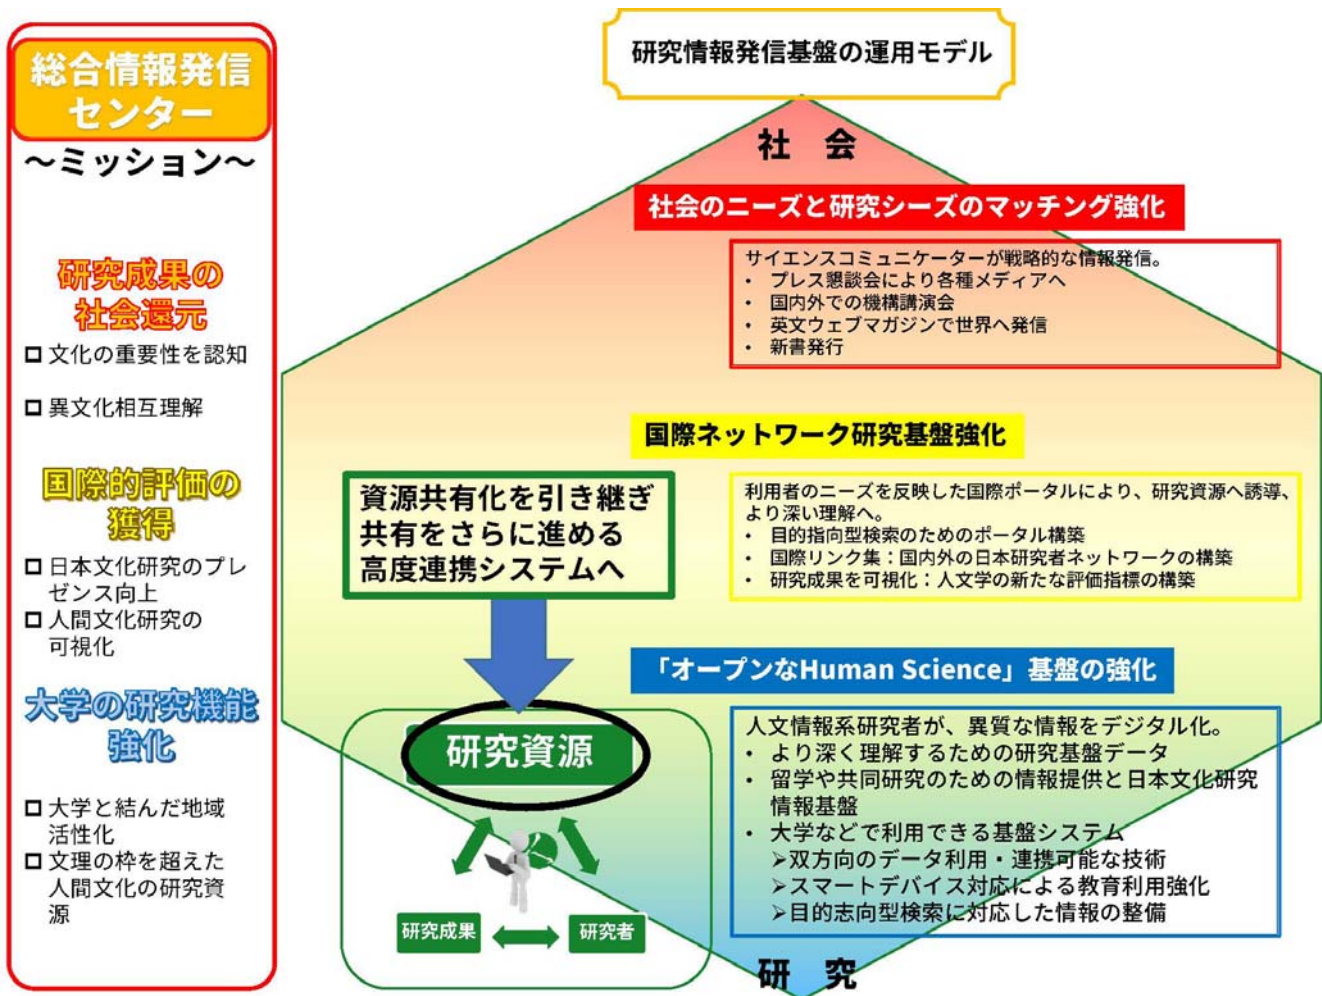 総合情報発信
センター
～ミッション～
研究成果の
社会還元
文化の重要性を認知
異文化相互理解
国際的評価の
獲得
日本文化研究のプレ
ゼンス向上
人間文化研究の
可視化
大学の研究機能
強化
大学と結んだ地域
活性化
文理の枠を超えた
人間文化の研究資
源
研究情報発信基盤の運用モデル
社 会
社会のニーズと研究シーズのマッチング強化
サイエンスコミュニケーターが戦略的な情報発信。
• プレス懇談会により各種メディアへ
• 国内外での機構講演会
• 英文ウェブマガジンで世界へ発信
• 新書発行
国際ネットワーク研究基盤強化
利用者のニーズを反映した国際ポータルにより、研究資源へ誘導、
より深い理解へ。
• 目的指向型検索のためのポータル構築
• 国際リンク集：国内外の日本研究者ネットワークの構築
• 研究成果を可視化：人文学の新たな評価指標の構築
資源共有化を引き継ぎ
共有をさらに進める
高度連携システムへ
「オープンなHuman Science」基盤の強化
人文情報系研究者が、異質な情報をデジタル化。
• より深く理解するための研究基盤データ
• 留学や共同研究のための情報提供と日本文化研究
情報基盤
• 大学などで利用できる基盤システム
➢双方向のデータ利用・連携可能な技術
➢スマートデバイス対応による教育利用強化
➢目的志向型検索に対応した情報の整備
研究資源
研究成果
研究者
研 究